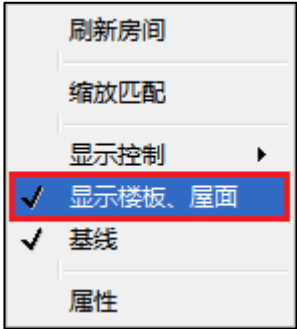 刷新房间
缩放匹配
显示控制
显示楼板、屋面
基线
属性